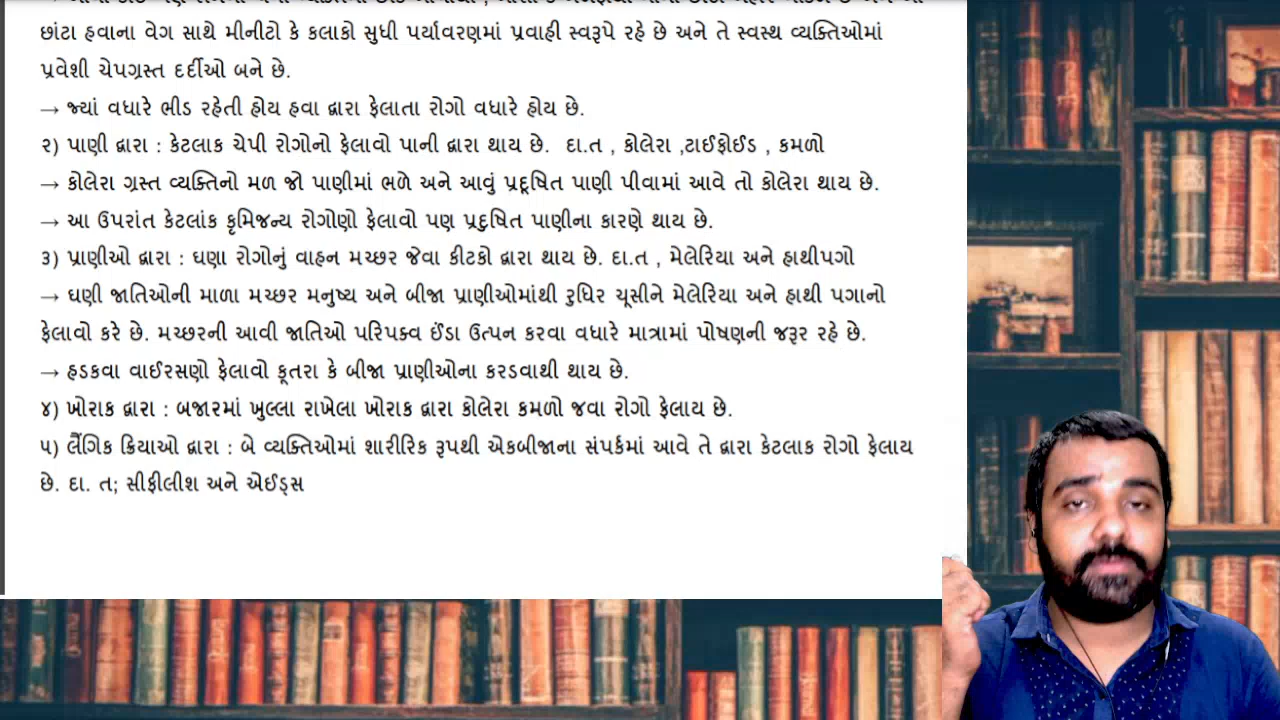 છાંટા હવાના વેગ સાથે મીનીટો કે કલાકો સુધી પર્યાવરણમાં પ્રવાહી સ્વરૂપે રહે છે અને તે સ્વસ્થ વ્યક્તિઓમાં
પ્રવેશી ચેપગ્રસ્ત દર્દીઓ બને છે.
→ જ્યાં વધારે ભીડ રહેતી હોય હવા દ્વારા ફેલાતા રોગો વધારે હોય છે.
૨) પાણી દ્વારા : કેટલાક ચેપી રોગોનો ફેલાવો પાની દ્વારા થાય છે. દા.ત , કોલેરા ,ટાઈફોઈડ , કમળો
→ કોલેરા ગ્રસ્ત વ્યક્તિનો મળ જો પાણીમાં ભળે અને આવું પ્રદૂષિત પાણી પીવામાં આવે તો કોલેરા થાય છે.
→ આ ઉપરાંત કેટલાંક કૃમિજન્ય રોગોણો ફેલાવો પણ પ્રદુષિત પાણીના કારણે થાય છે.
૩) પ્રાણીઓ દ્વારા : ઘણા રોગોનું વાહન મચ્છર જેવા કીટકો દ્વારા થાય છે. દા.ત , મેલેરિયા અને હાથીપગો
→ ઘણી જાતિઓની માળા મચ્છર મનુષ્ય અને બીજા પ્રાણીઓમાંથી રુધિર ચૂસીને મેલેરિયા અને હાથી પગાનો
ફેલાવો કરે છે. મચ્છરની આવી જાતિઓ પરિપક્વ ઈંડા ઉત્પન કરવા વધારે માત્રામાં પોષણની જરૂર રહે છે.
→ હડકવા વાઈરસણો ફેલાવો કૂતરા કે બીજા પ્રાણીઓના કરડવાથી થાય છે.
૪) ખોરાક દ્વારા : બજારમાં ખુલ્લા રાખેલા ખોરાક દ્વારા કોલેરા કમળો જવા રોગો ફેલાય છે.
૫) લૈંગિક ક્રિયાઓ દ્વારા : બે વ્યક્તિઓમાં શારીરિક રૂપથી એકબીજાના સંપર્કમાં આવે તે દ્વારા કેટલાક રોગો ફેલાય
છે. દા. ત; સીફીલીશ અને એઈડ્સ